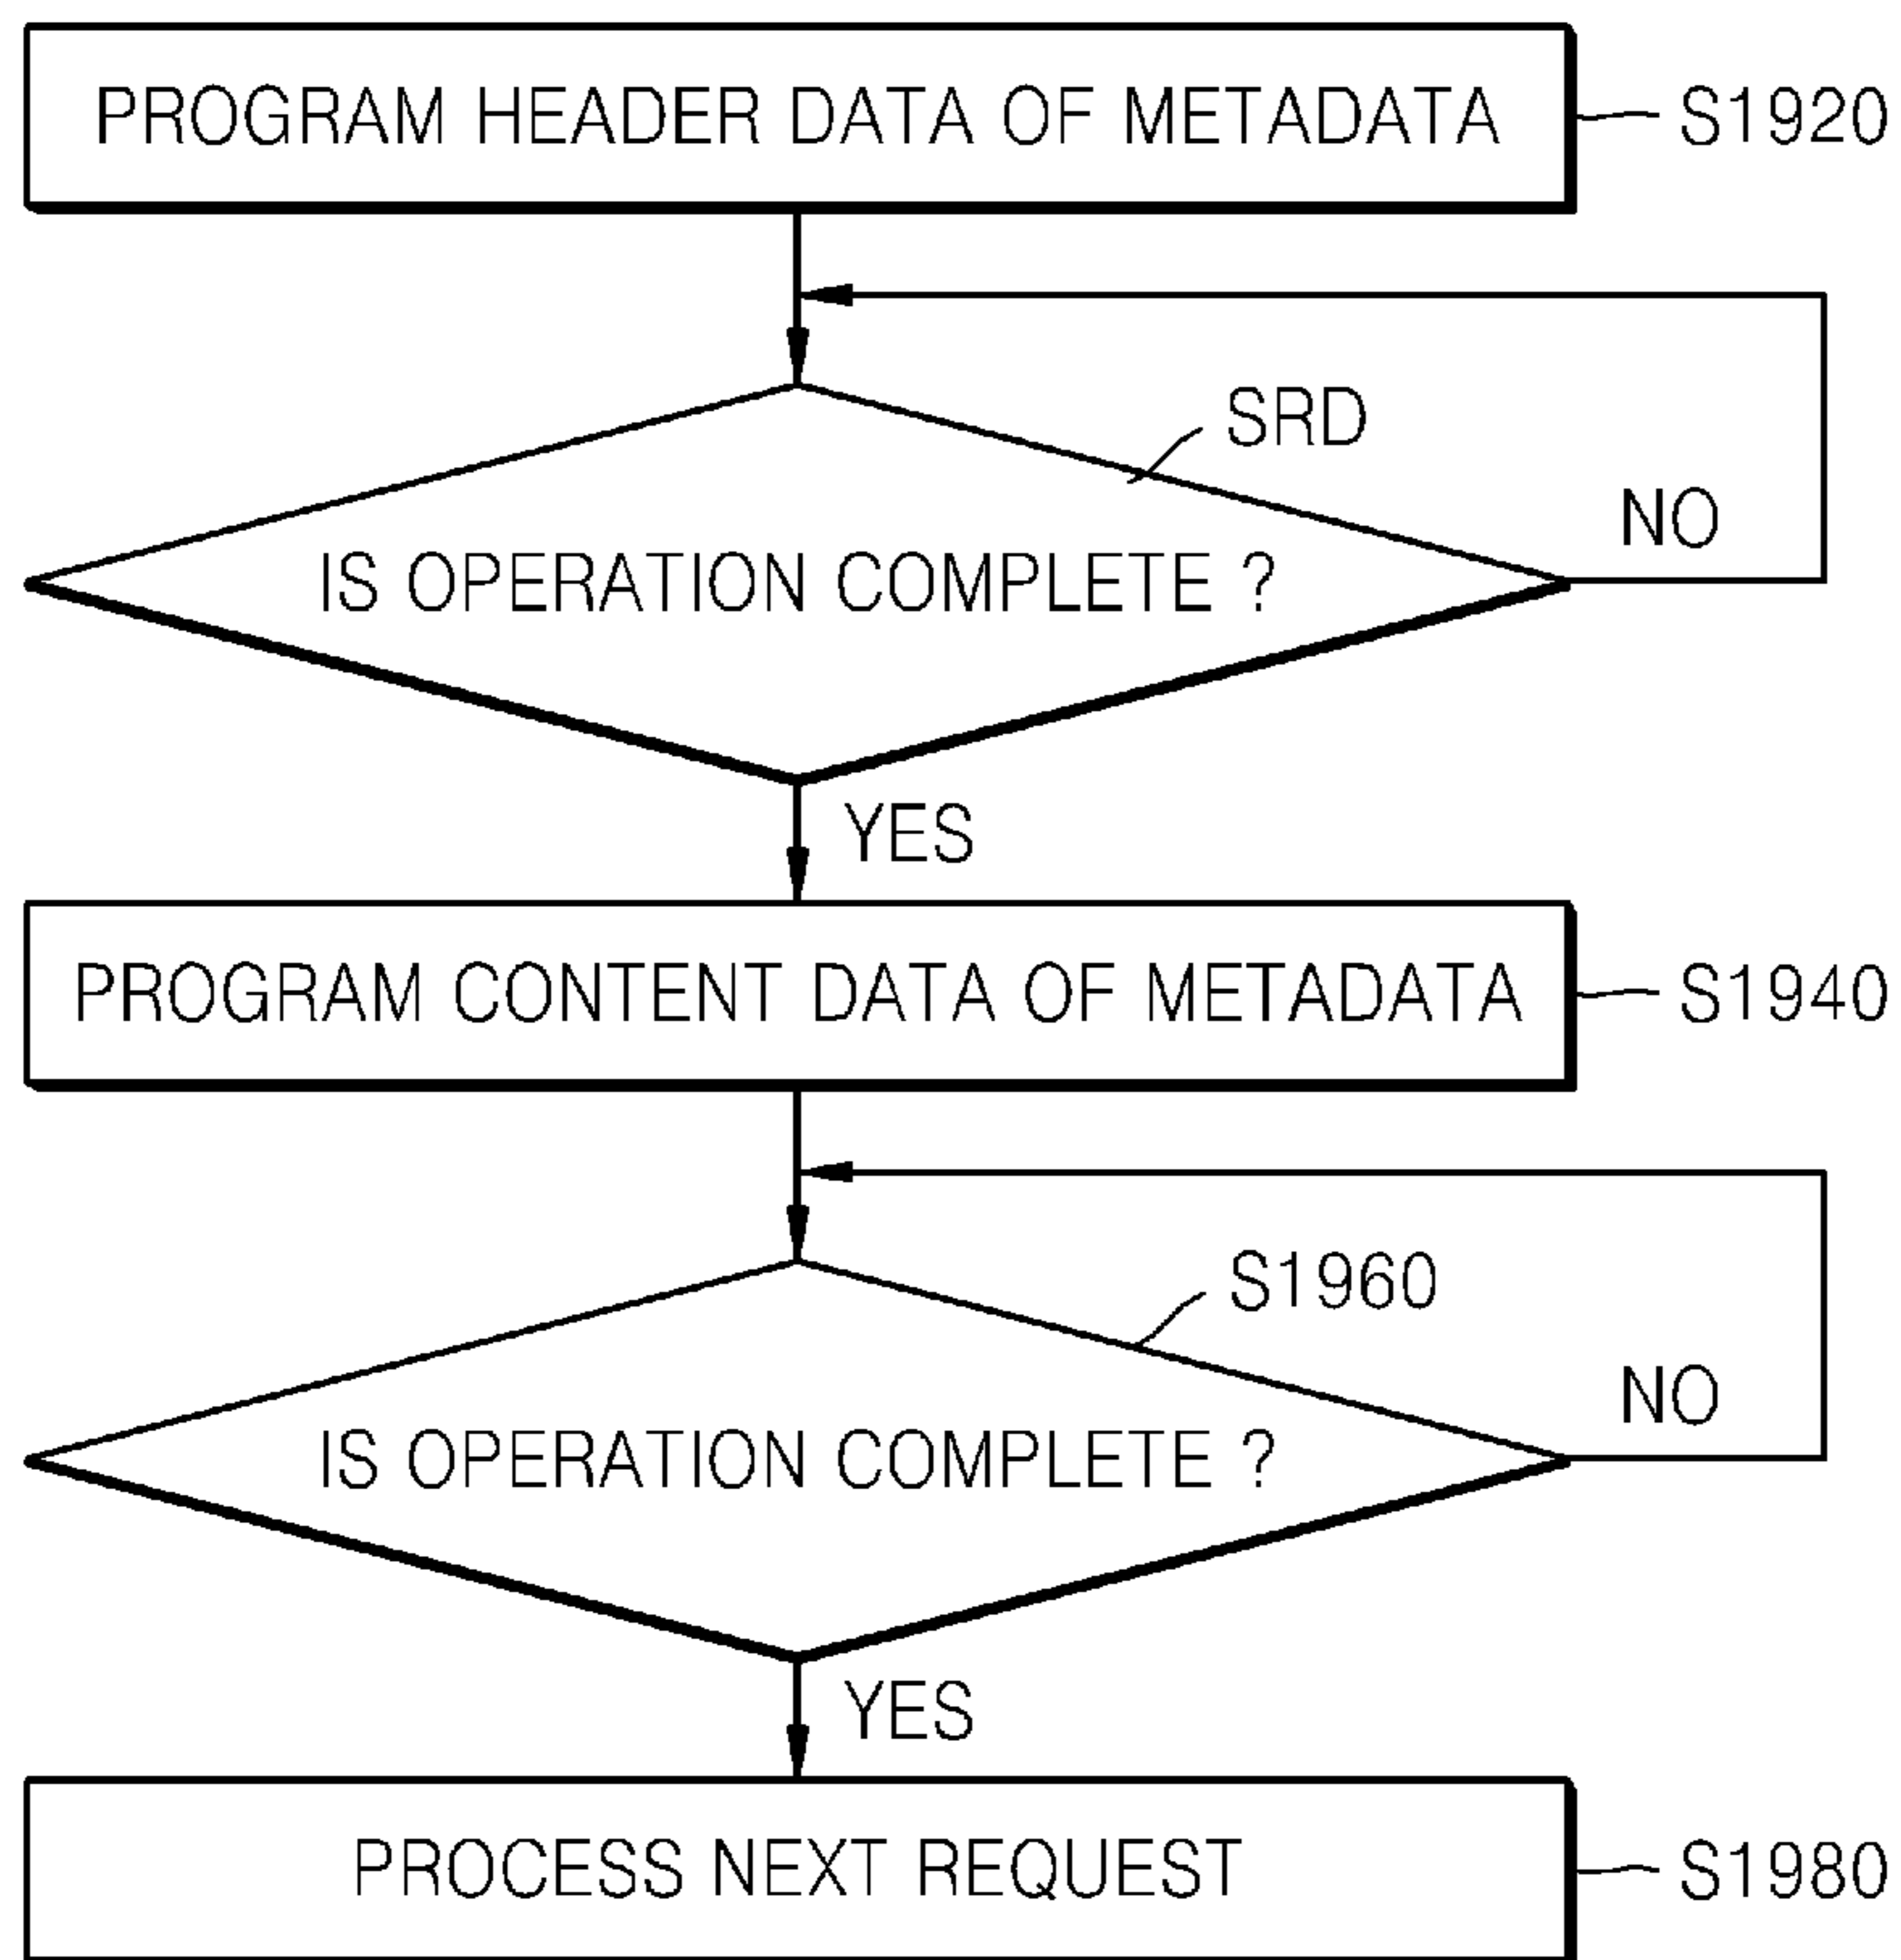 PROGRAM HEADER DATA OF METADATA
S1920
SRD
NO
IS OPERATION COMPLETE ?
YES
PROGRAM CONTENT DATA OF METADATA
S1940
S1960
NO
IS OPERATION COMPLETE ?
YES
PROCESS NEXT REQUEST
S1980